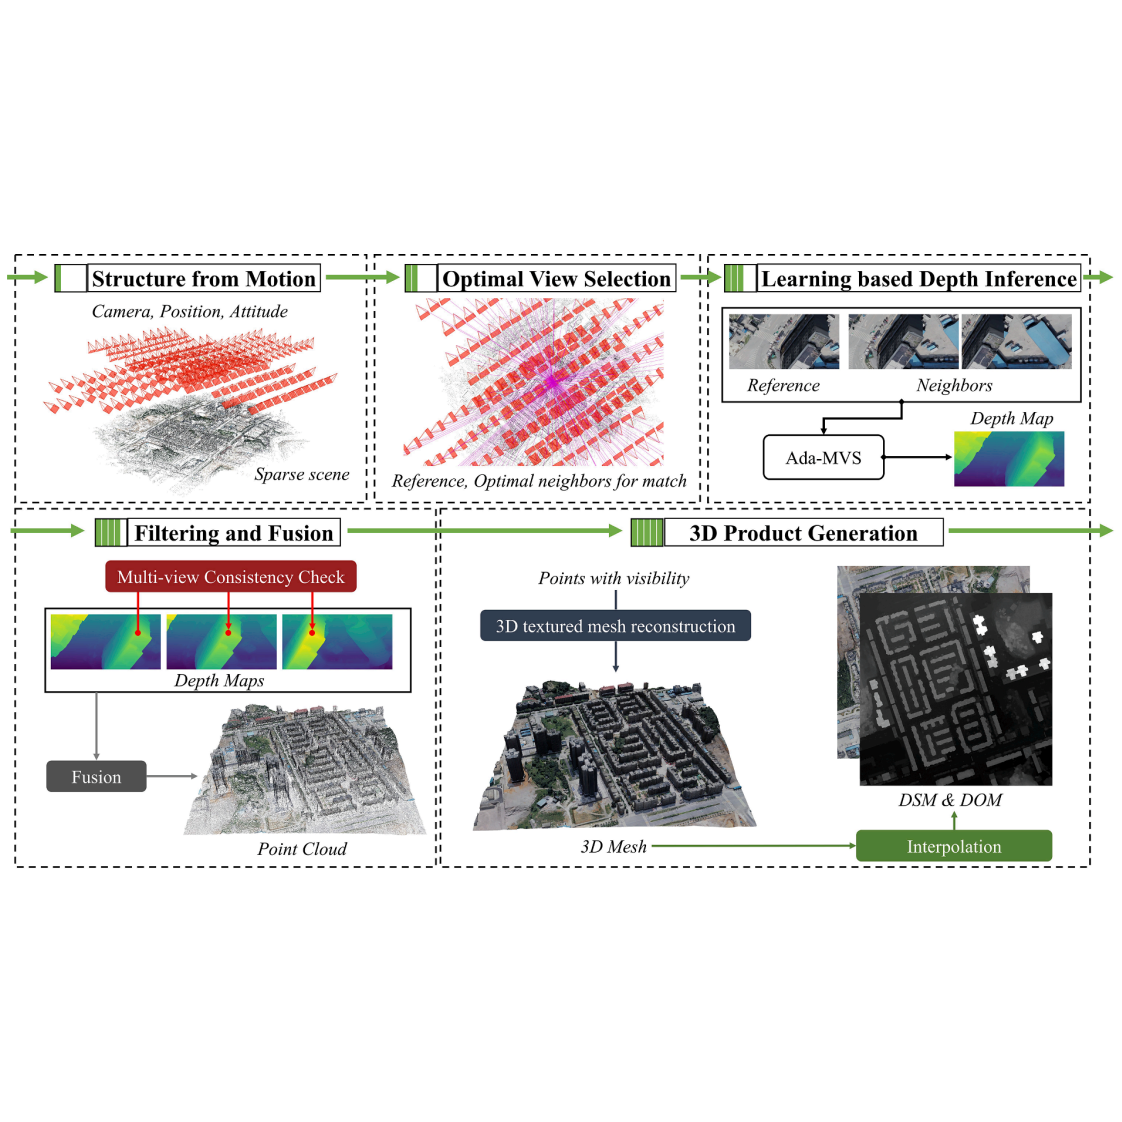 Structure from Motion
Camera, Position, Attitude
Sparse scene
Optimal View Selection
Reference, Optimal neighbors for match
Learning based Depth Inference
Reference
Neighbors
Depth Map
Ada-MVS
Filtering and Fusion
Multi-view Consistency Check
Depth Maps
Fusion
Point Cloud
3D Product Generation
Points with visibility
3D textured mesh reconstruction
3D Mesh
DSM & DOM
Interpolation